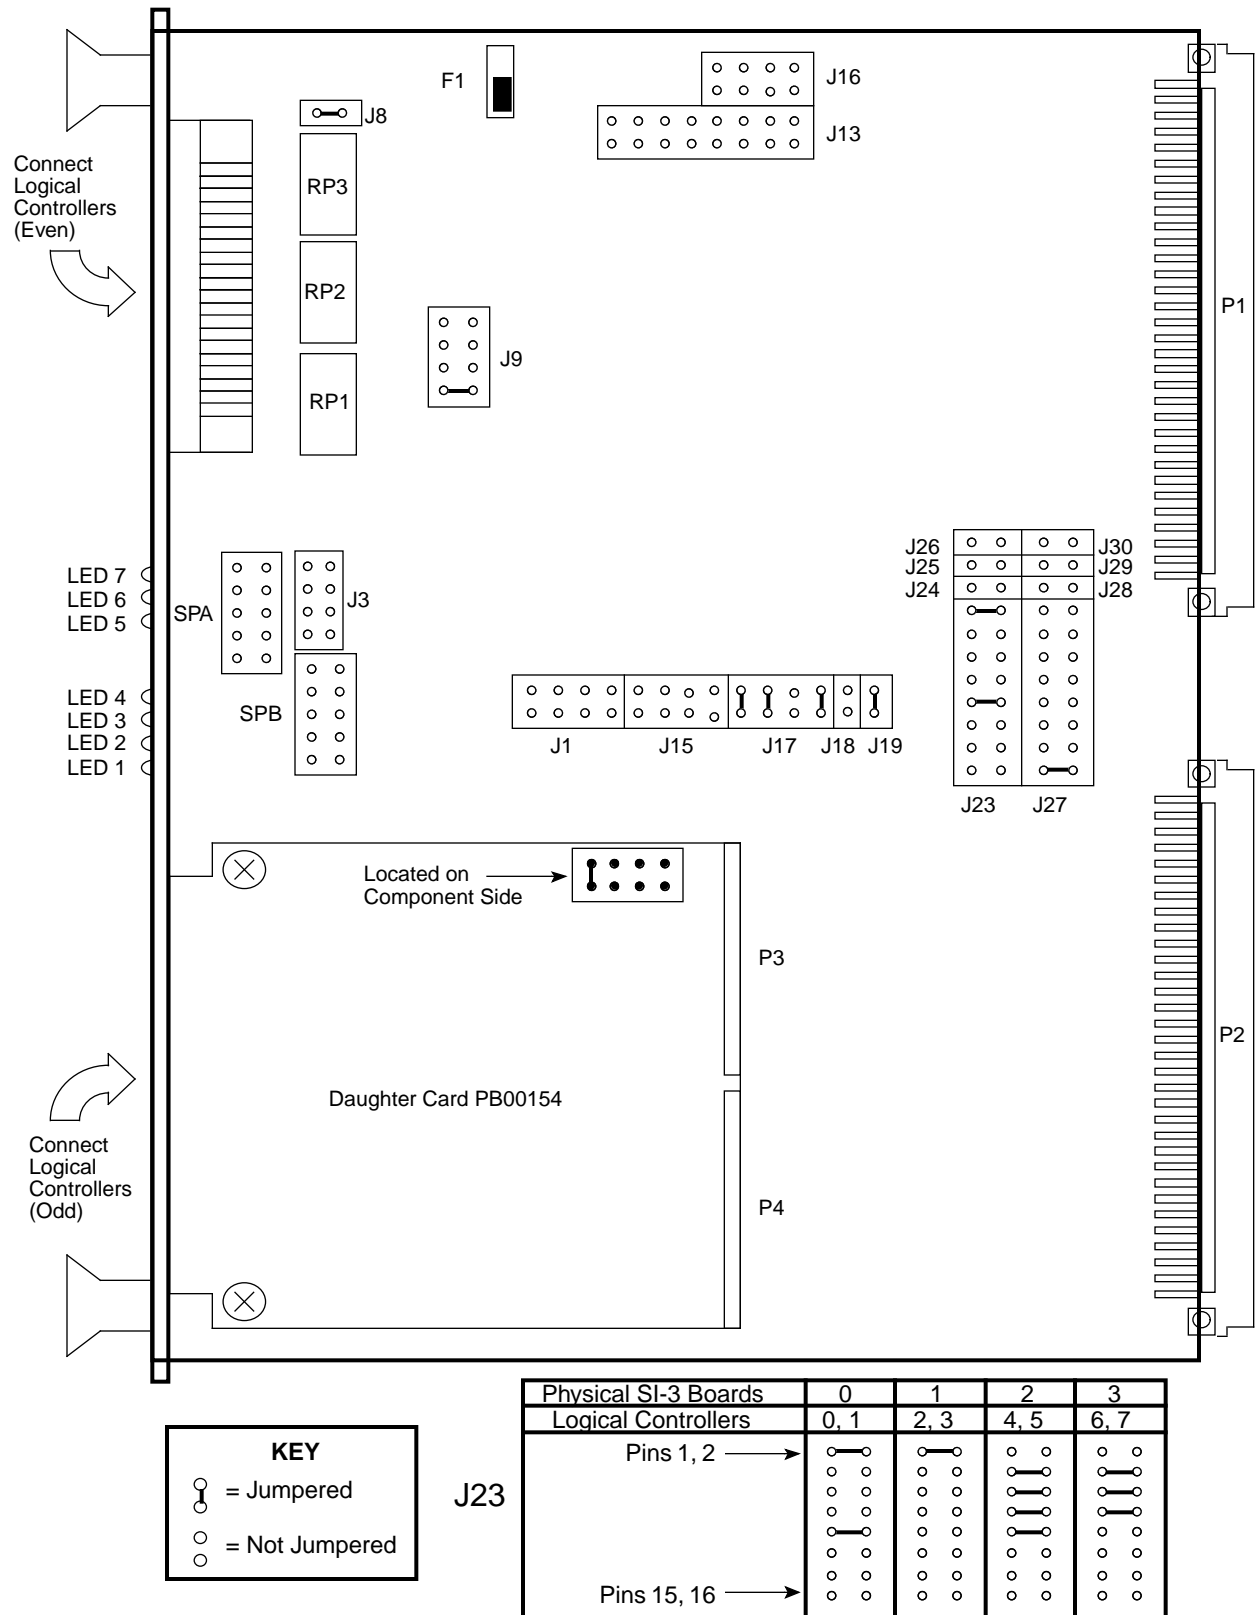 F1
J16
J8
J13
Connect
Logical
Controllers
(Even)
RP3
RP2
P1
J9
RP1
J26
J30
J25
J29
J24
J28
LED 7
LED 6
LED 5
SPA
J3
LED 4
LED 3
LED 2
LED 1
SPB
J1
J15
J17
J18
J19
J23
J27
Located on
Component Side
P3
P2
Daughter Card PB00154
Connect
Logical
Controllers
(Odd)
P4
Physical SI-3 Boards 0 1 2 3
Logical Controllers 0, 1 2, 3 4, 5 6, 7
KEY
= Jumpered
= Not Jumpered
J23
Pins 1, 2
Pins 15, 16